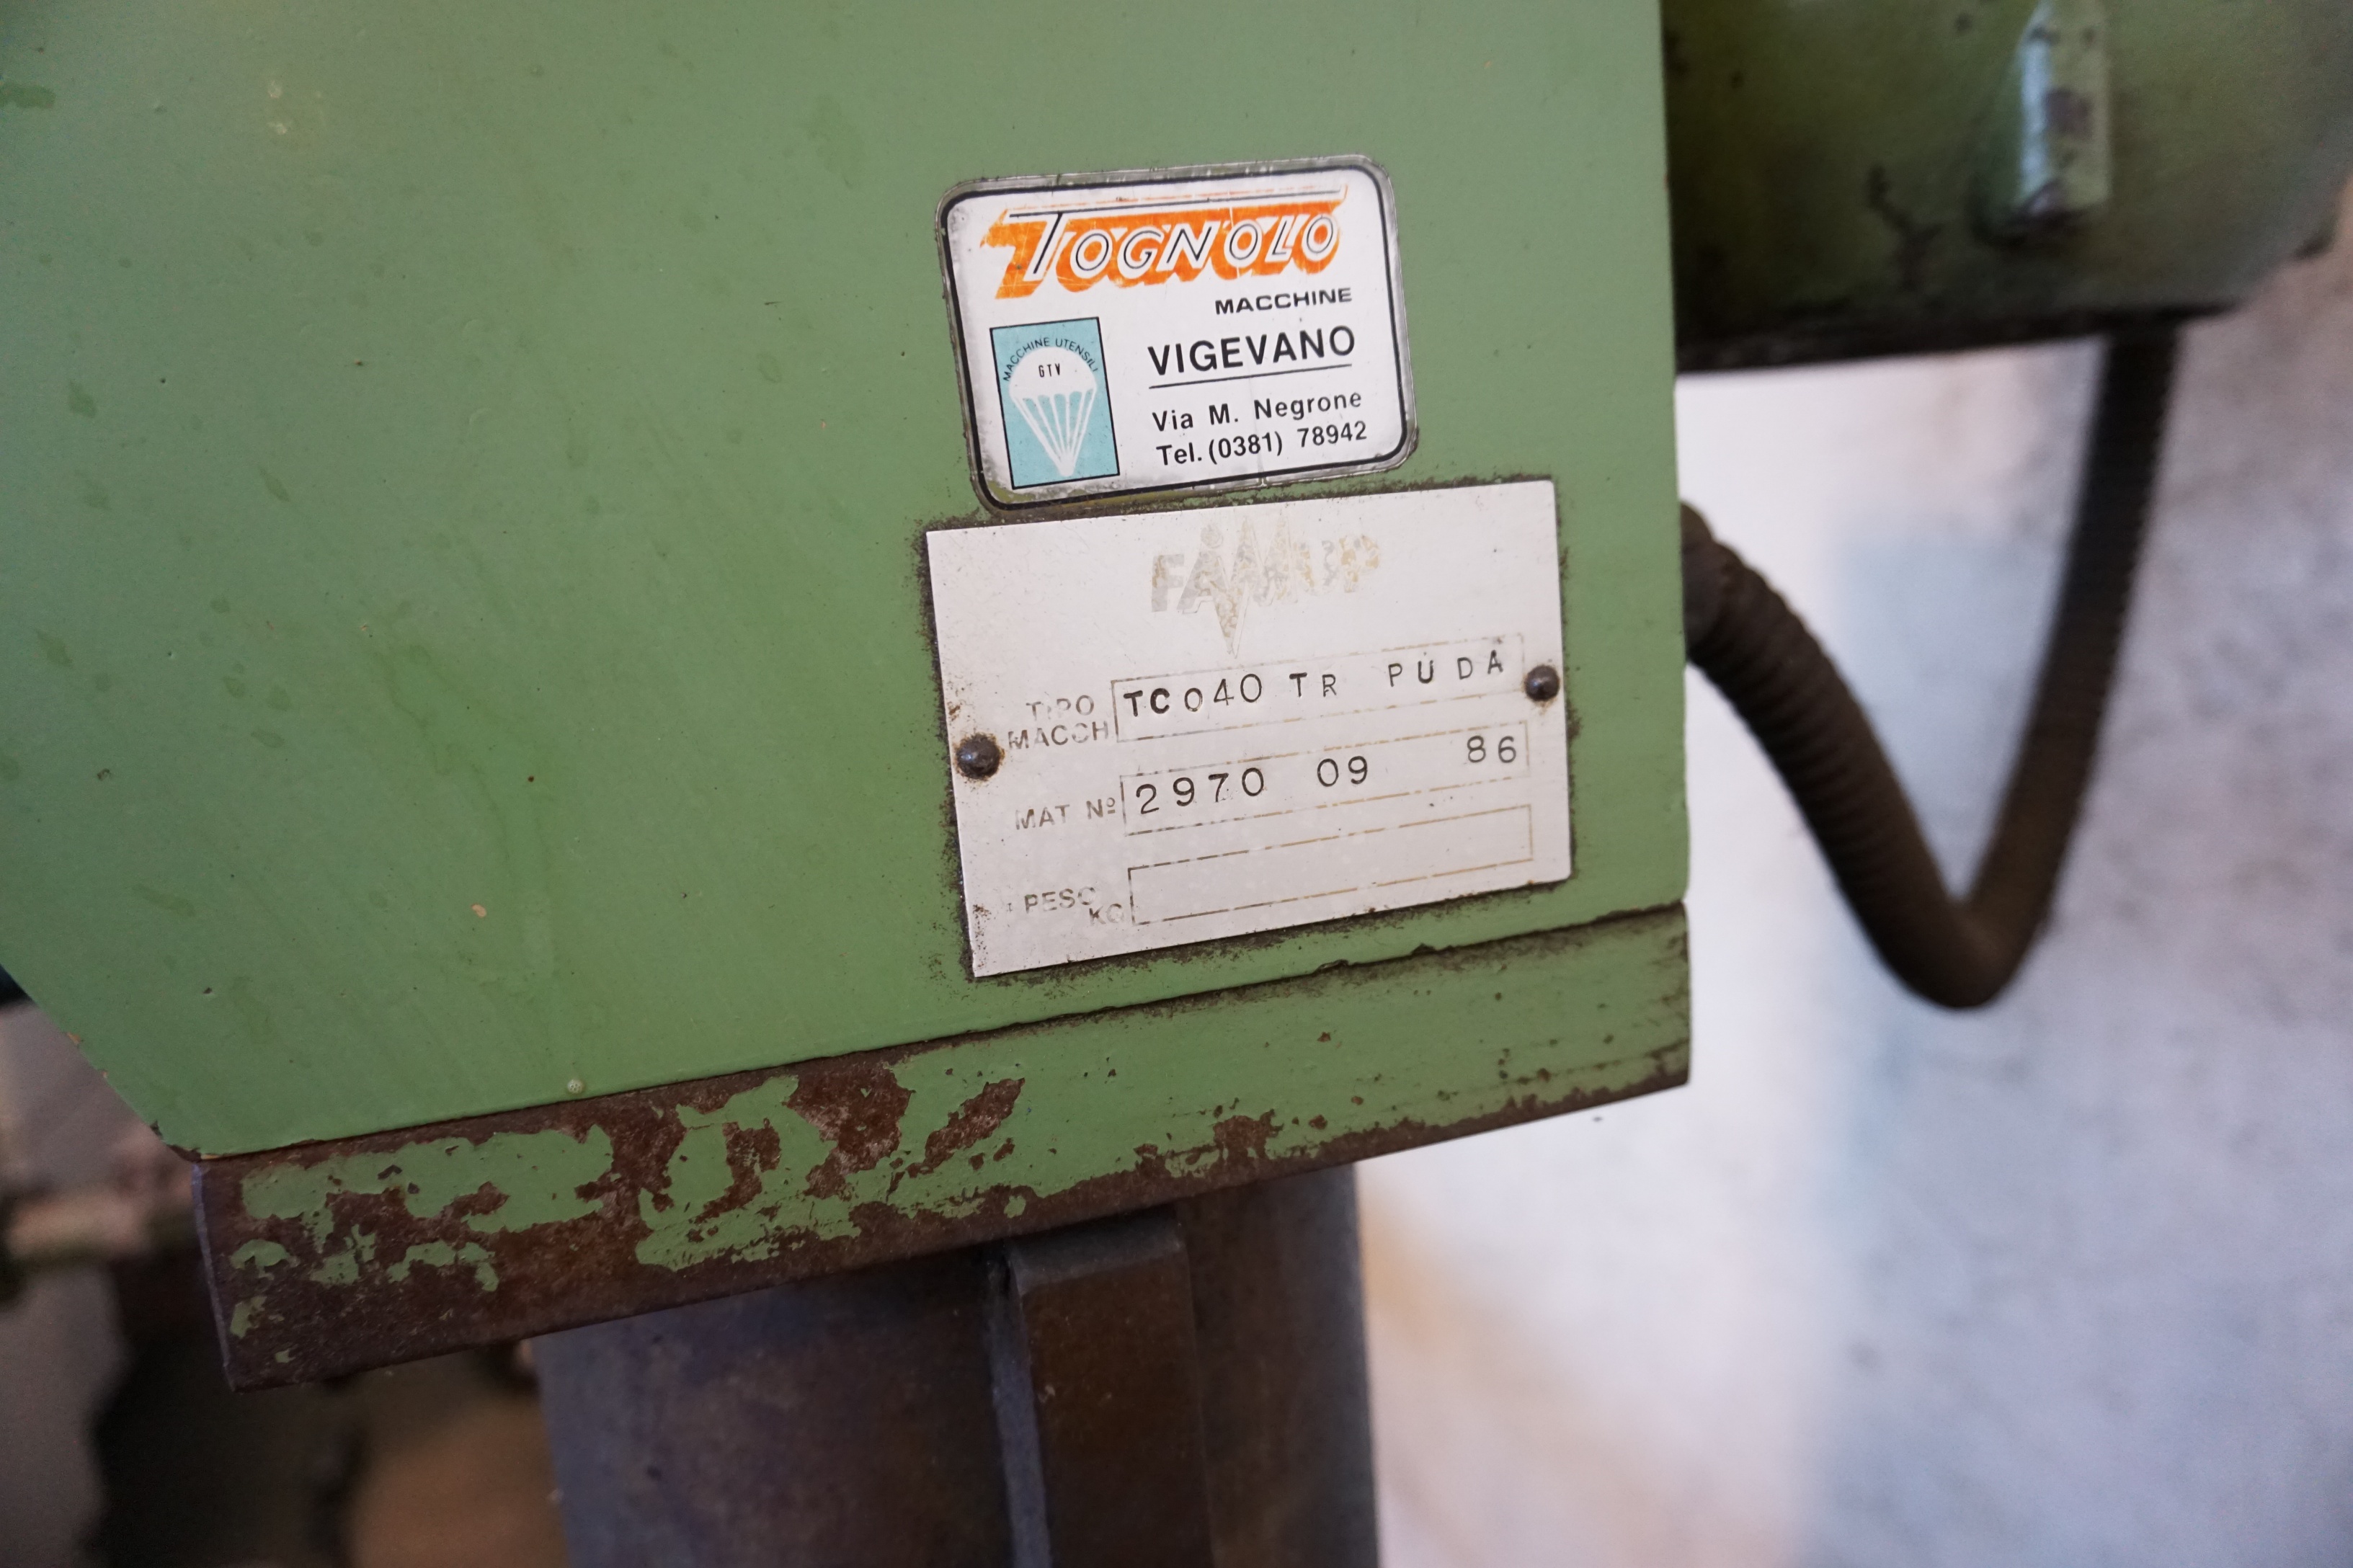 TOGNOLO
MACCHINE
MACCHINE UTENSILI
GTV
VIGEVANO
Via M. Negrone
Tel. (0381) 78942
FAMUP
TIPO
MACCH
TCO40 TR PUDA
MAT Nº 2970 09 86
PESO
KG